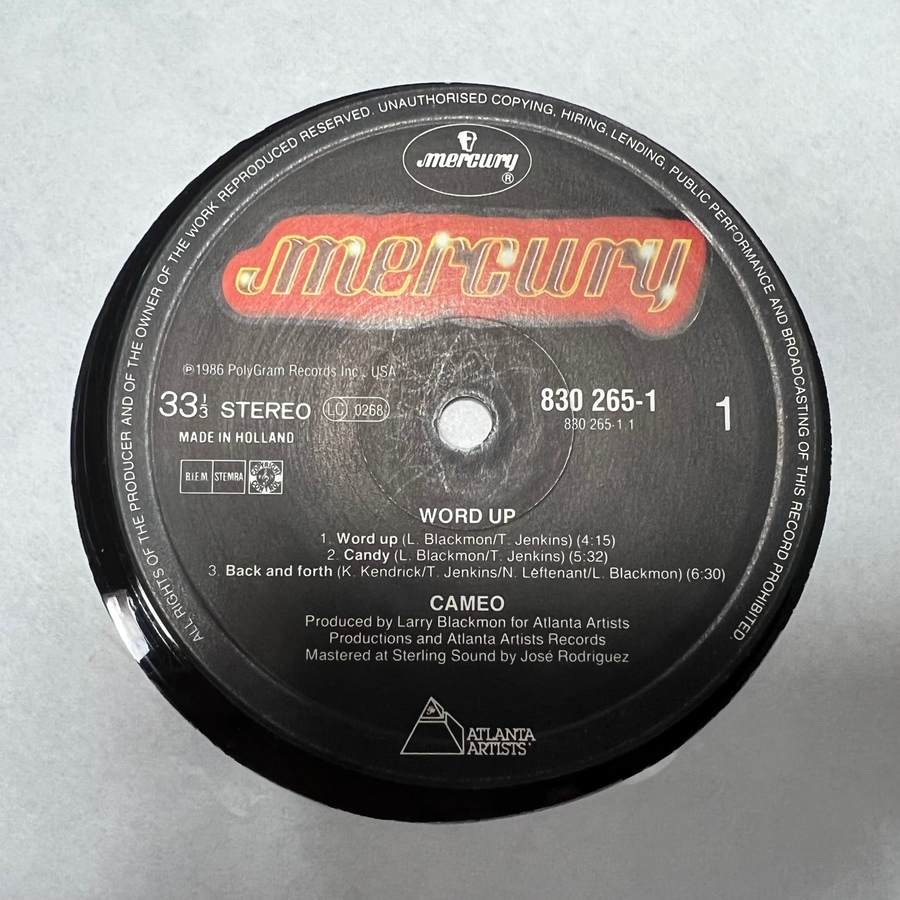 ALL RIGHTS OF THE PRODUCER AND OF THE OWNER OF THE WORK REPRODUCED RESERVED. UNAUTHORISED COPYING, HIRING, LENDING, PUBLIC PERFORMANCE AND BROADCASTING OF THIS RECORD PROHIBITED.
mercury
®
mercury
℗1986 PolyGram Records Inc., USA
33 1/3 STEREO LC 0268
MADE IN HOLLAND
B.I.E.M. STEMRA
830 265-1
830 265-1 1
1
WORD UP
1. Word up (L. Blackmon/T. Jenkins) (4:15)
2. Candy (L. Blackmon/T. Jenkins) (5:32)
3. Back and forth (K. Kendrick/T. Jenkins/N. Leftenant/L. Blackmon) (6:30)
CAMEO
Produced by Larry Blackmon for Atlanta Artists
Productions and Atlanta Artists Records
Mastered at Sterling Sound by José Rodriguez
ATLANTA
ARTISTS